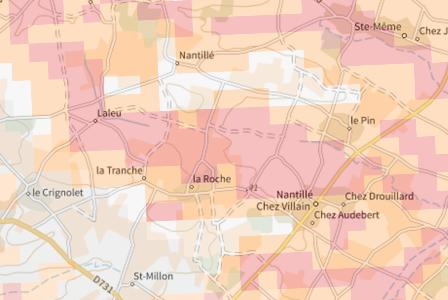 Ste-Même
Chez J
Nantillé
Laleu
le Pin
la Tranche
la Roche
le Crignolet
Nantillé
Chez Drouillard
Chez Villain
Chez Audebert
St-Millon
D731